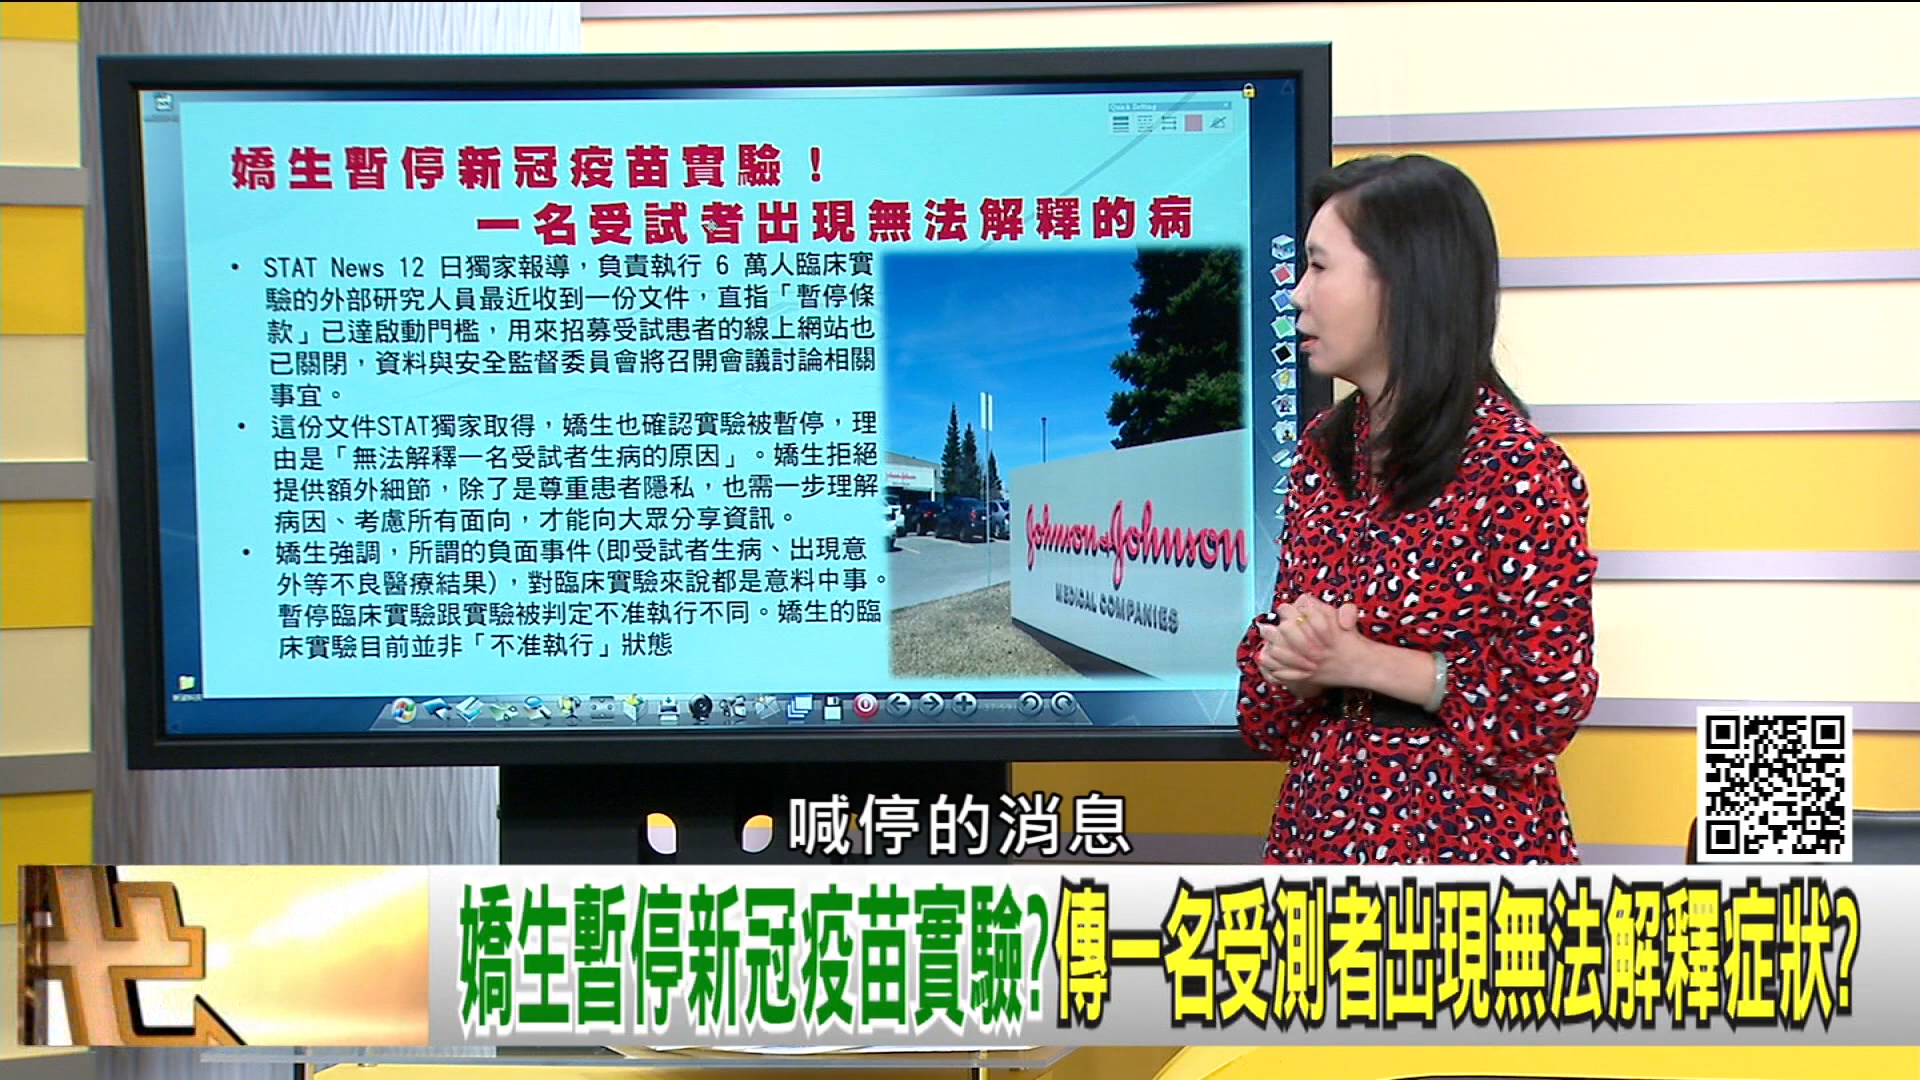 嬌生暫停新冠疫苗實驗！
一名受試者出現無法解釋的病
• STAT News 12 日獨家報導，負責執行 6 萬人臨床實
驗的外部研究人員最近收到一份文件，直指「暫停條
款」已達啟動門檻，用來招募受試患者的線上網站也
已關閉，資料與安全監督委員會將召開會議討論相關
事宜。
• 這份文件STAT獨家取得，嬌生也確認實驗被暫停，理
由是「無法解釋一名受試者生病的原因」。嬌生拒絕
提供額外細節，除了是尊重患者隱私，也需一步理解
病因、考慮所有面向，才能向大眾分享資訊。
• 嬌生強調，所謂的負面事件(即受試者生病、出現意
外等不良醫療結果)，對臨床實驗來說都是意料中事。
暫停臨床實驗跟實驗被判定不准執行不同。嬌生的臨
床實驗目前並非「不准執行」狀態
Johnson & Johnson
MEDICAL COMPANIES
喊停的消息
嬌生暫停新冠疫苗實驗?傳一名受測者出現無法解釋症狀?